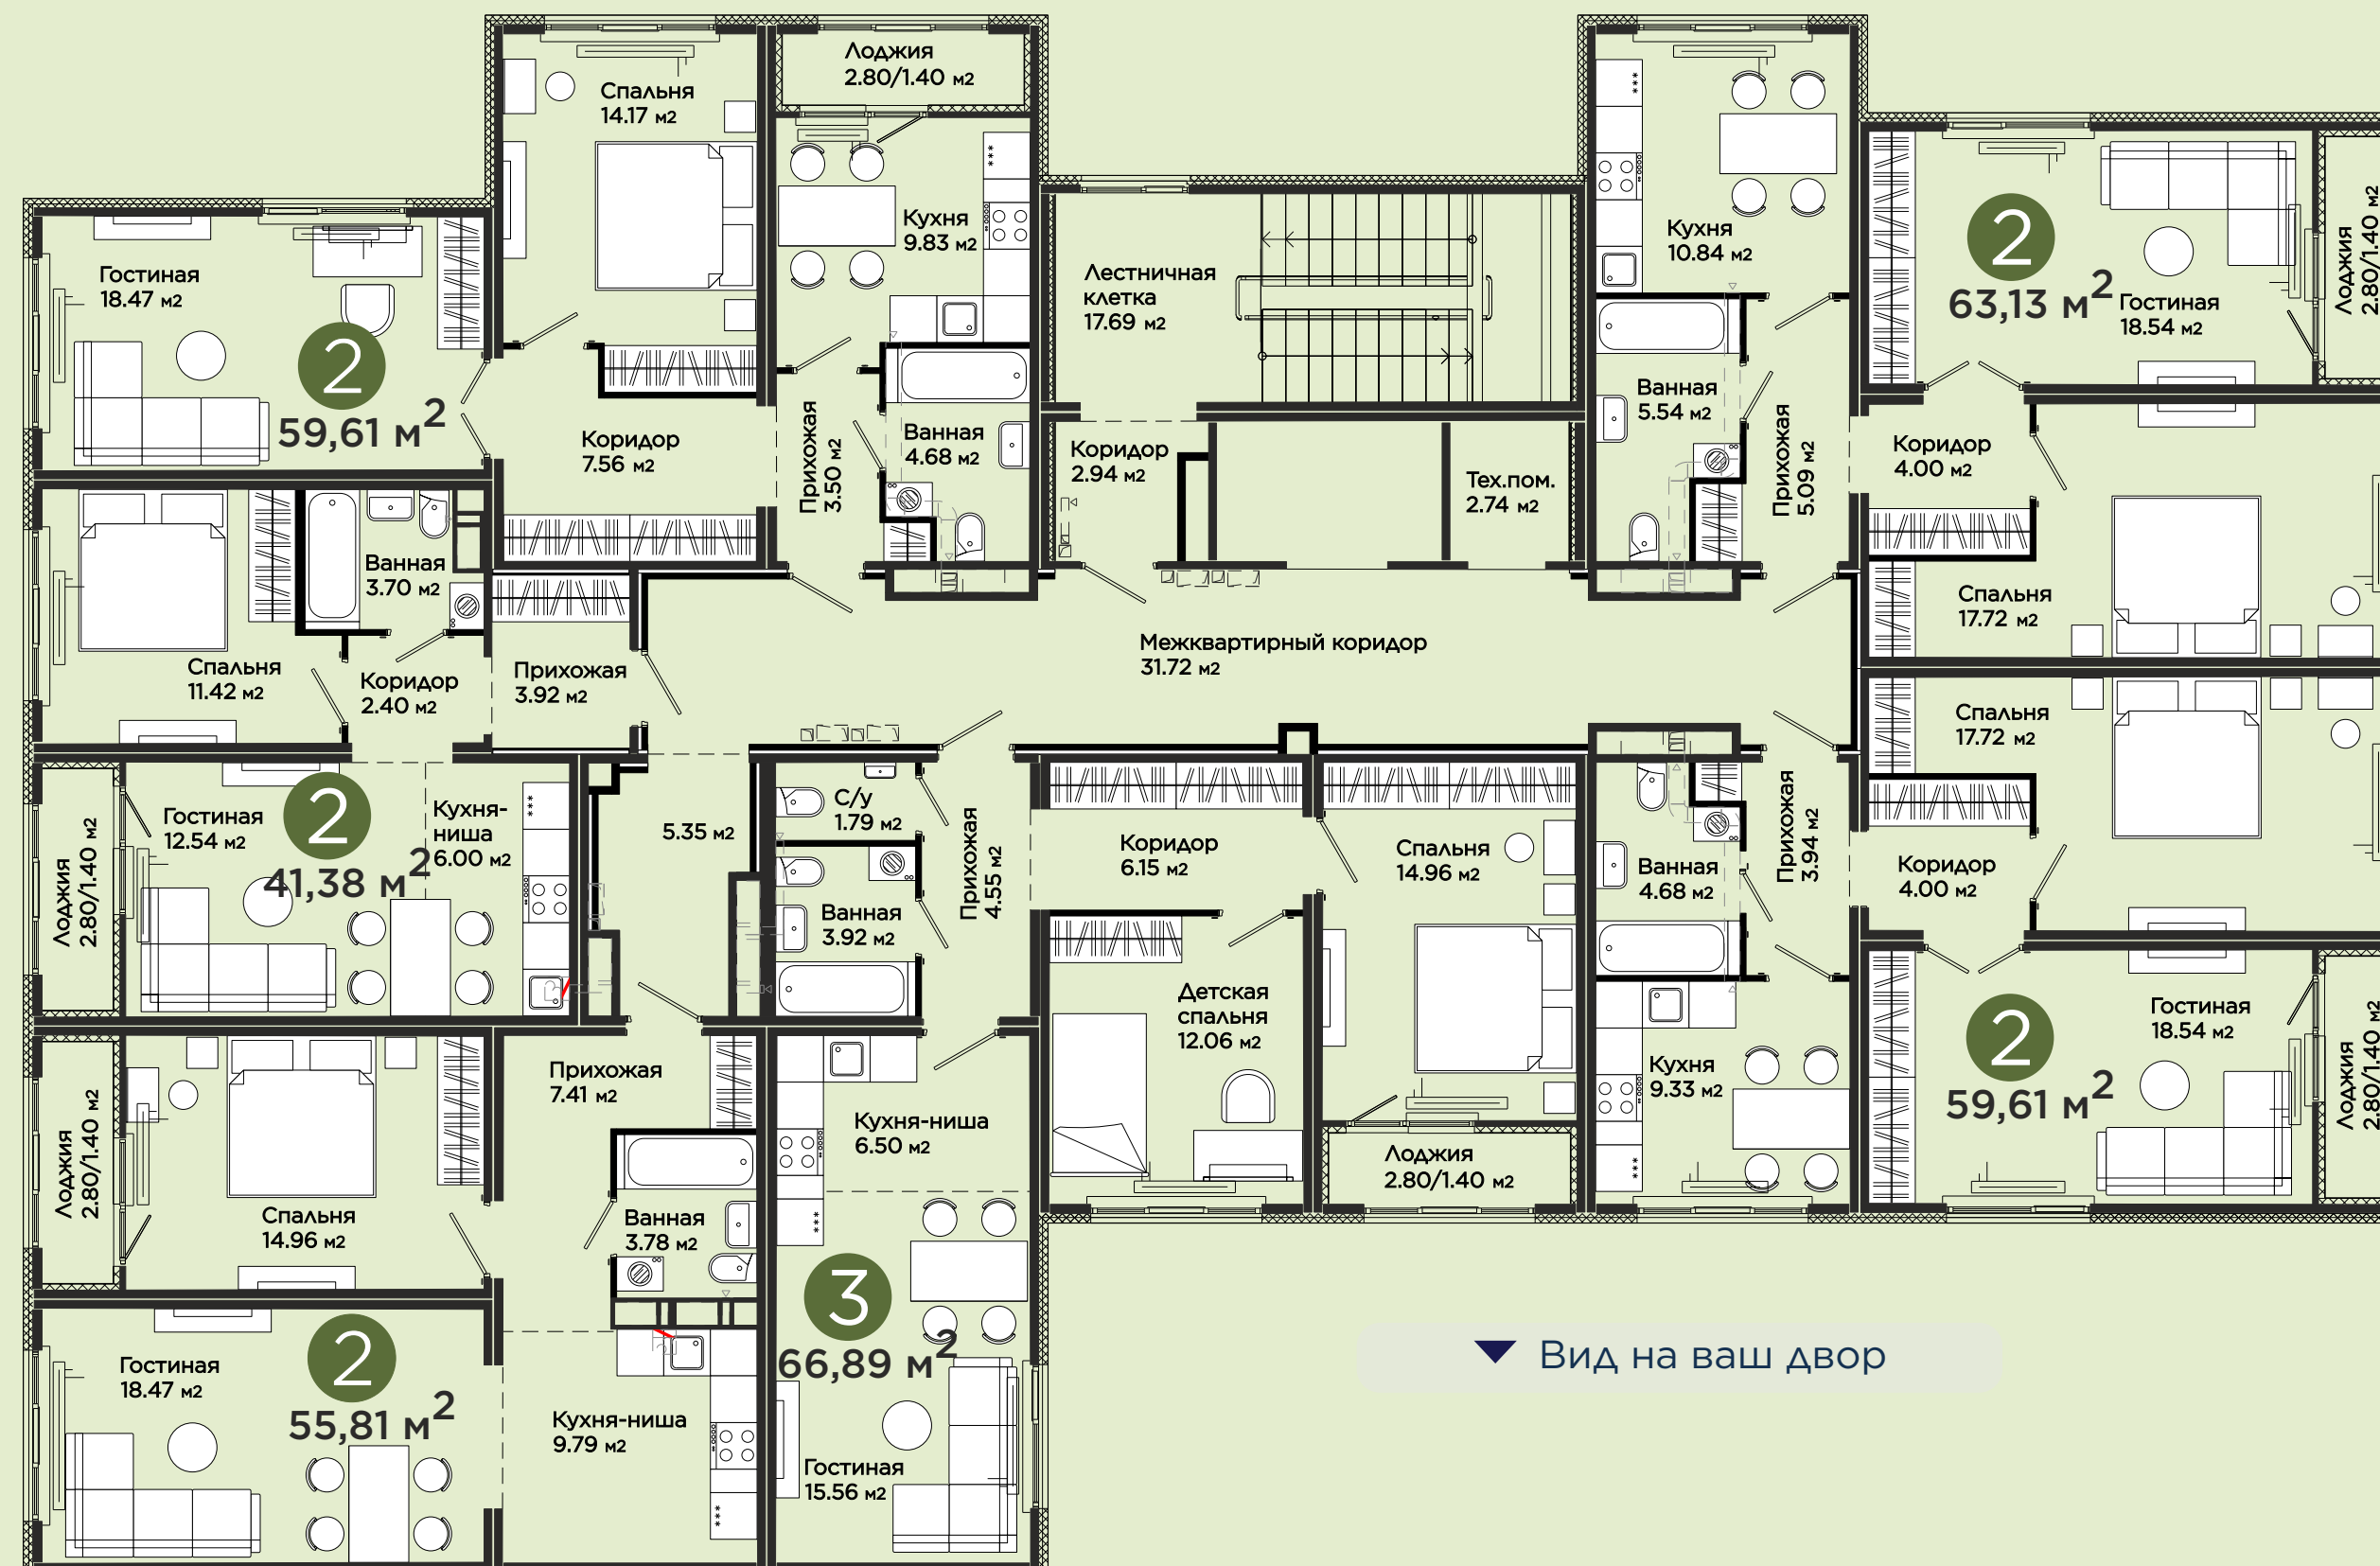 Лоджия
2.80/1.40 м2
Спальня
14.17 м2
Кухня
9.83 м2
Гостиная
18.47 м2
2
59,61 м2
Коридор
7.56 м2
Прихожая
3.50 м2
Ванная
4.68 м2
Лестничная
клетка
17.69 м2
Коридор
2.94 м2
Тех.пом.
2.74 м2
Кухня
10.84 м2
Ванная
5.54 м2
Прихожая
5.09 м2
2
63,13 м2
Гостиная
18.54 м2
Лоджия
2.80/1.40 м2
Коридор
4.00 м2
Спальня
17.72 м2
Ванная
3.70 м2
Спальня
11.42 м2
Коридор
2.40 м2
Прихожая
3.92 м2
Межквартирный коридор
31.72 м2
Лоджия
2.80/1.40 м2
Гостиная
12.54 м2
2
41,38 м2
Кухня-
ниша
6.00 м2
5.35 м2
С/у
1.79 м2
Ванная
3.92 м2
Прихожая
4.55 м2
Коридор
6.15 м2
Спальня
14.96 м2
Детская
спальня
12.06 м2
Лоджия
2.80/1.40 м2
Ванная
4.68 м2
Прихожая
3.94 м2
Кухня
9.33 м2
Спальня
17.72 м2
Коридор
4.00 м2
2
59,61 м2
Гостиная
18.54 м2
Лоджия
2.80/1.40 м2
Лоджия
2.80/1.40 м2
Спальня
14.96 м2
Прихожая
7.41 м2
Ванная
3.78 м2
Гостиная
18.47 м2
2
55,81 м2
Кухня-ниша
9.79 м2
Кухня-ниша
6.50 м2
3
66,89 м2
Гостиная
15.56 м2
Вид на ваш двор